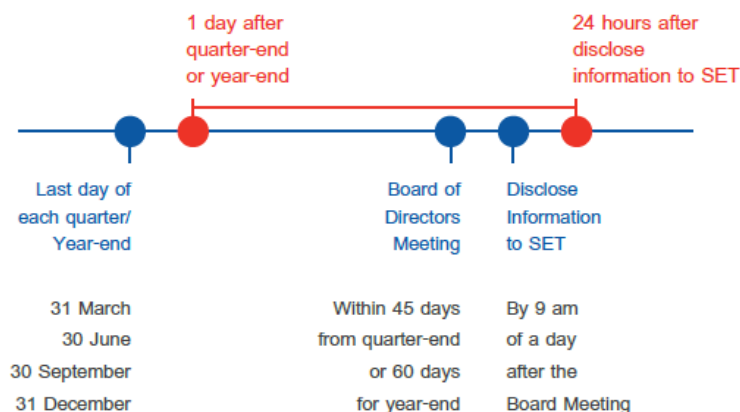 1 day after
quarter-end
or year-end
24 hours after
disclose
information to SET
Last day of
each quarter/
Year-end
Board of
Directors
Meeting
Disclose
Information
to SET
31 March
30 June
30 September
31 December
Within 45 days
from quarter-end
or 60 days
for year-end
By 9 am
of a day
after the
Board Meeting